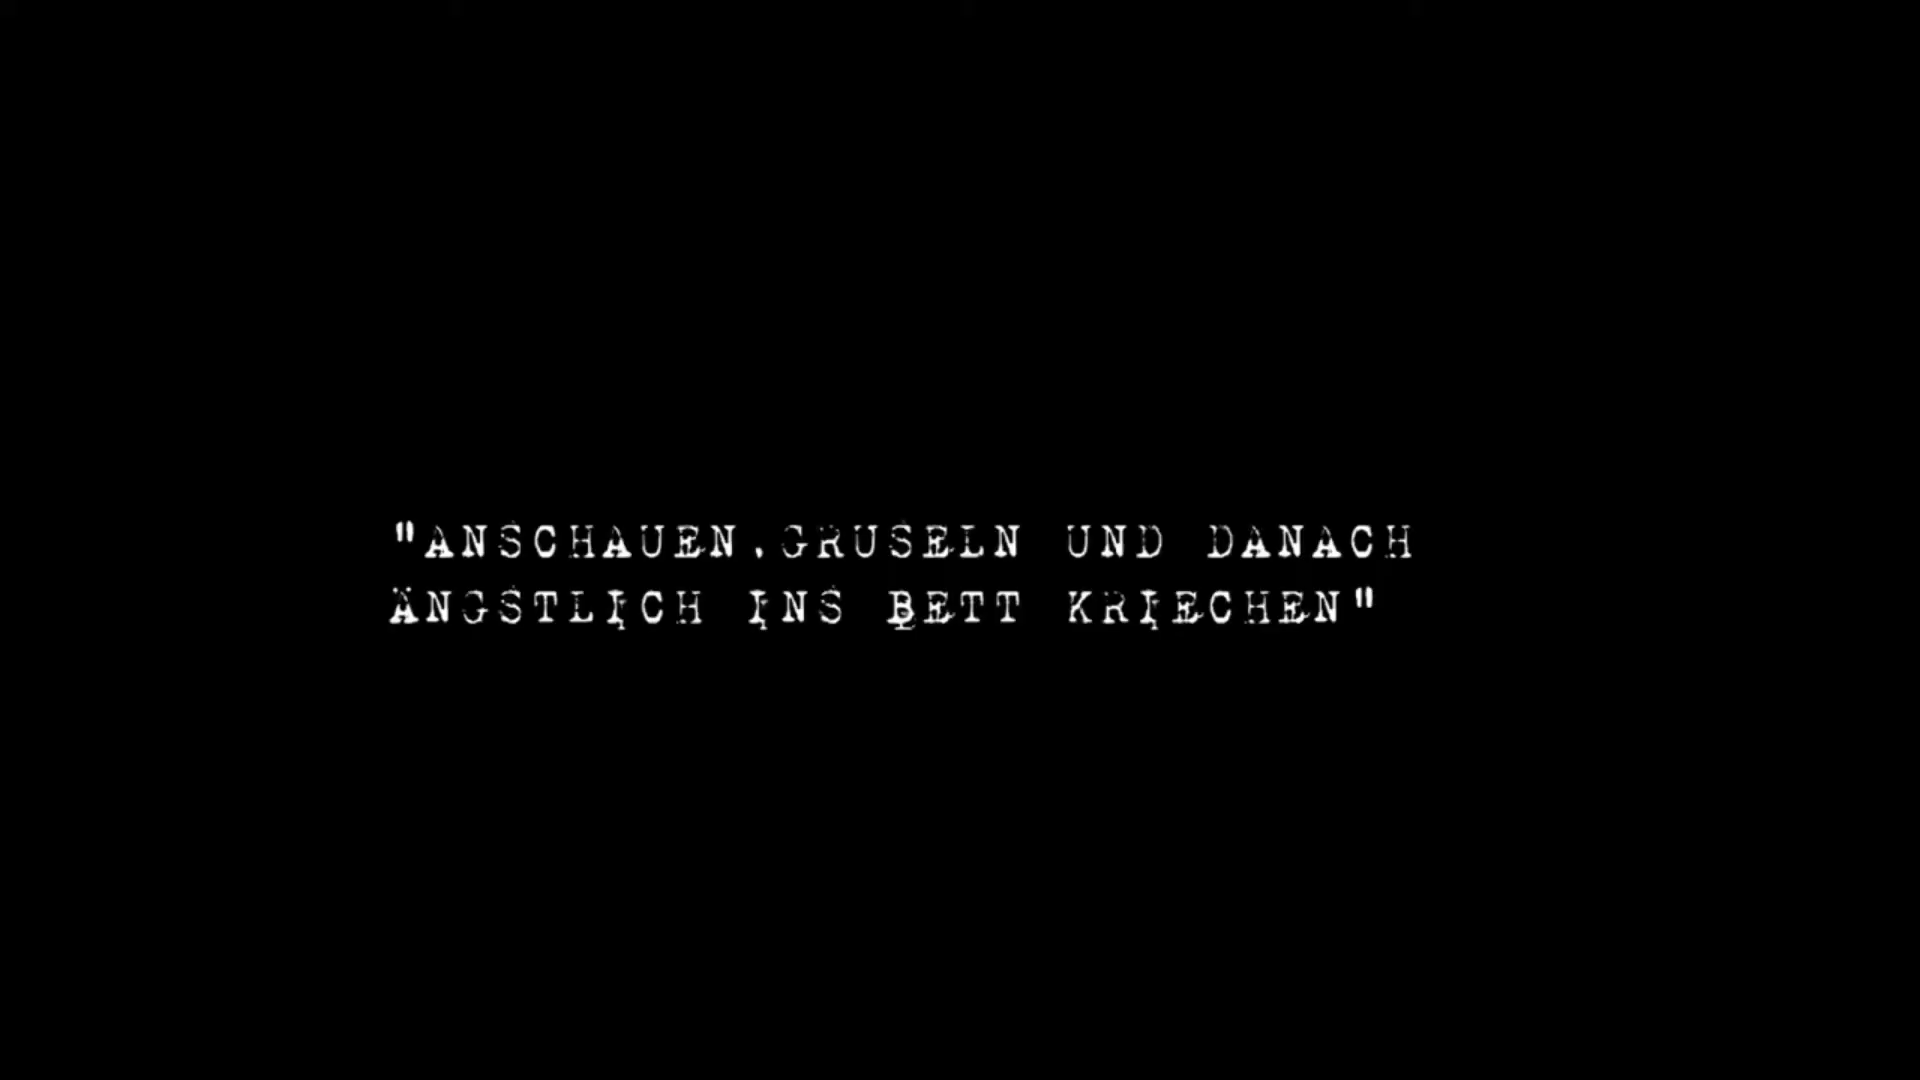 "ANSCHAUEN,GRUSELN UND DANACH
ÄNGSTLICH INS BETT KRIECHEN"